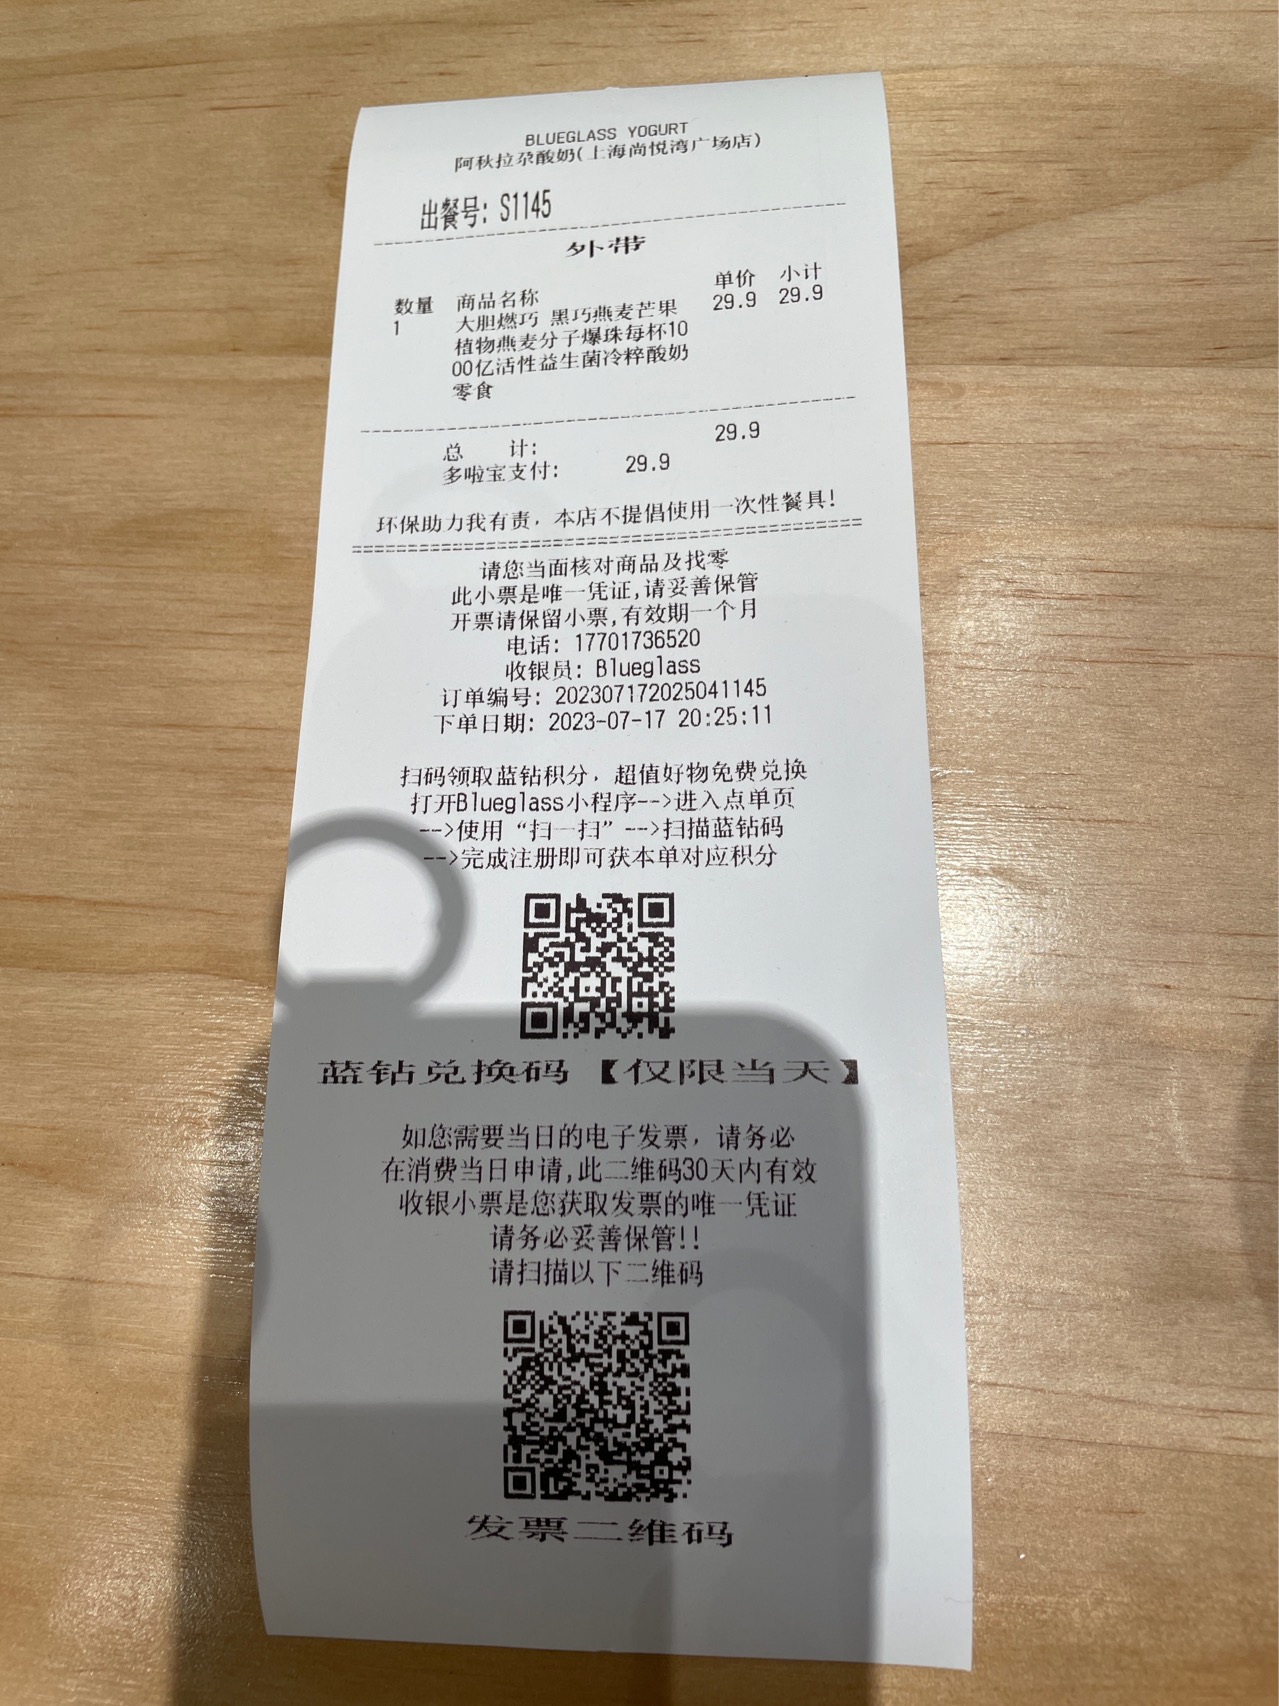 BLUEGLASS YOGURT
阿秋拉尕酸奶(上海尚悦湾广场店)
出餐号: S1145
外带
数量 商品名称 单价 小计
1 大胆燃巧 黑巧燕麦芒果 29.9 29.9
植物燕麦分子爆珠每杯10
00亿活性益生菌冷粹酸奶
零食
总 计: 29.9
多啦宝支付: 29.9
环保助力我有责，本店不提倡使用一次性餐具!
请您当面核对商品及找零
此小票是唯一凭证,请妥善保管
开票请保留小票,有效期一个月
电话: 17701736520
收银员: Blueglass
订单编号: 202307172025041145
下单日期: 2023-07-17 20:25:11
扫码领取蓝钻积分，超值好物免费兑换
打开Blueglass小程序-->进入点单页
-->使用“扫一扫”-->扫描蓝钻码
-->完成注册即可获本单对应积分
蓝钻兑换码【仅限当天】
如您需要当日的电子发票，请务必
在消费当日申请,此二维码30天内有效
收银小票是您获取发票的唯一凭证
请务必妥善保管!!
请扫描以下二维码
发票二维码